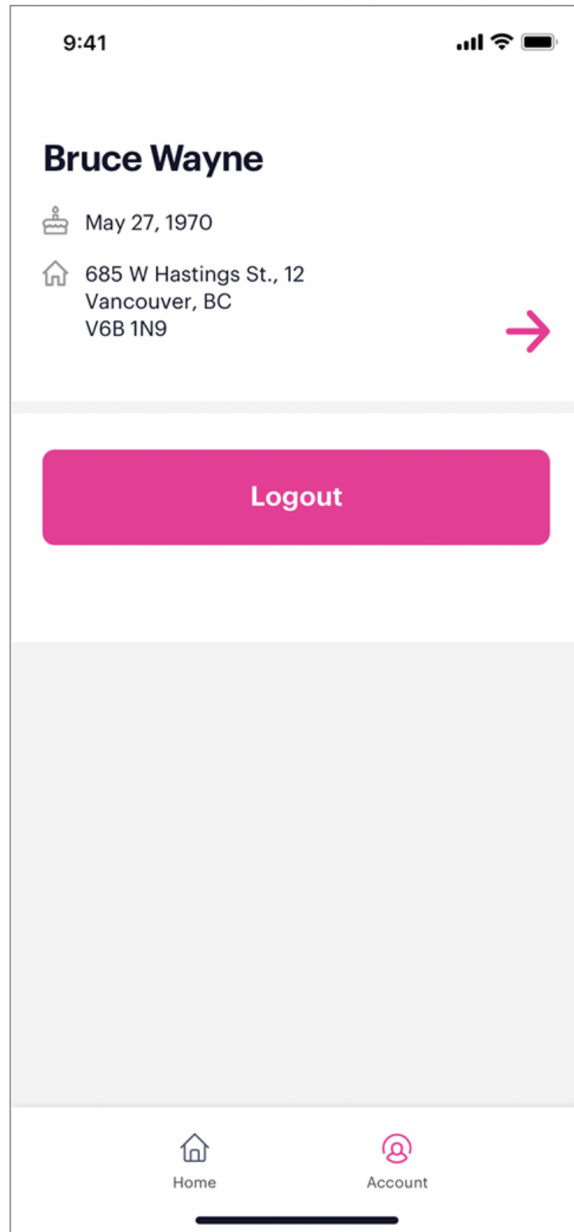 9:41
Bruce Wayne
May 27, 1970
685 W Hastings St., 12
Vancouver, BC
V6B 1N9
Logout
Home
Account